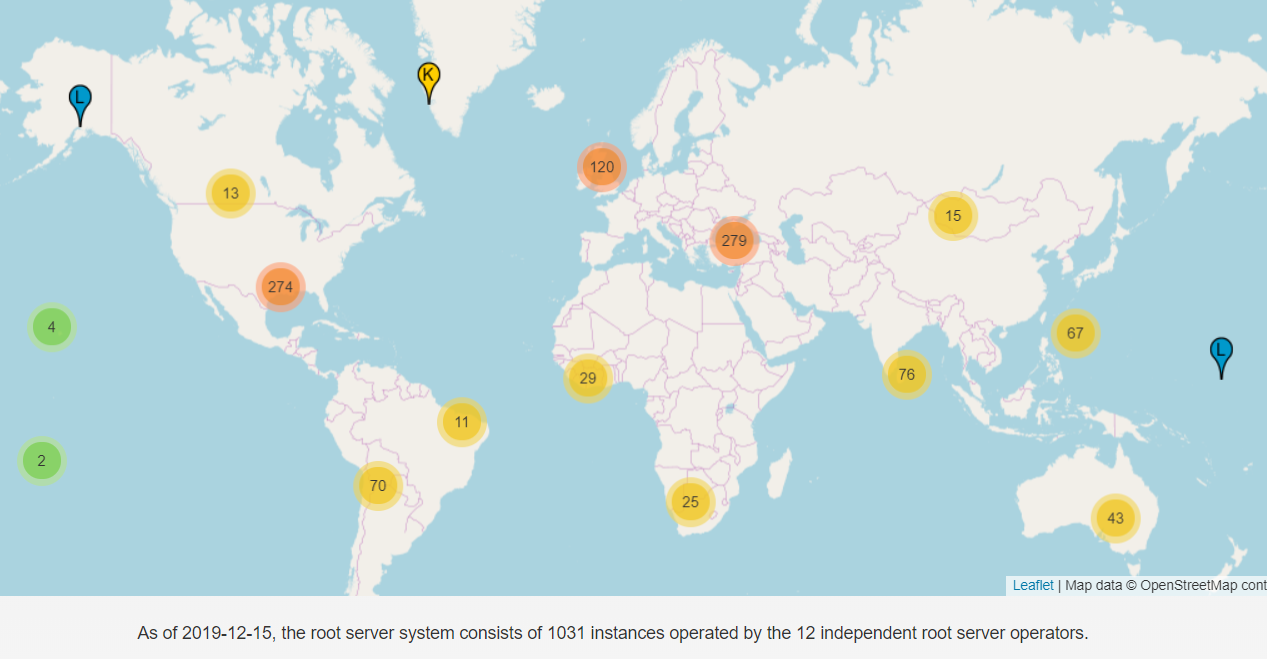 K
L
120
13
279
15
274
4
67
L
29
76
11
2
70
25
43
Leaflet | Map data © OpenStreetMap cont
As of 2019-12-15, the root server system consists of 1031 instances operated by the 12 independent root server operators.